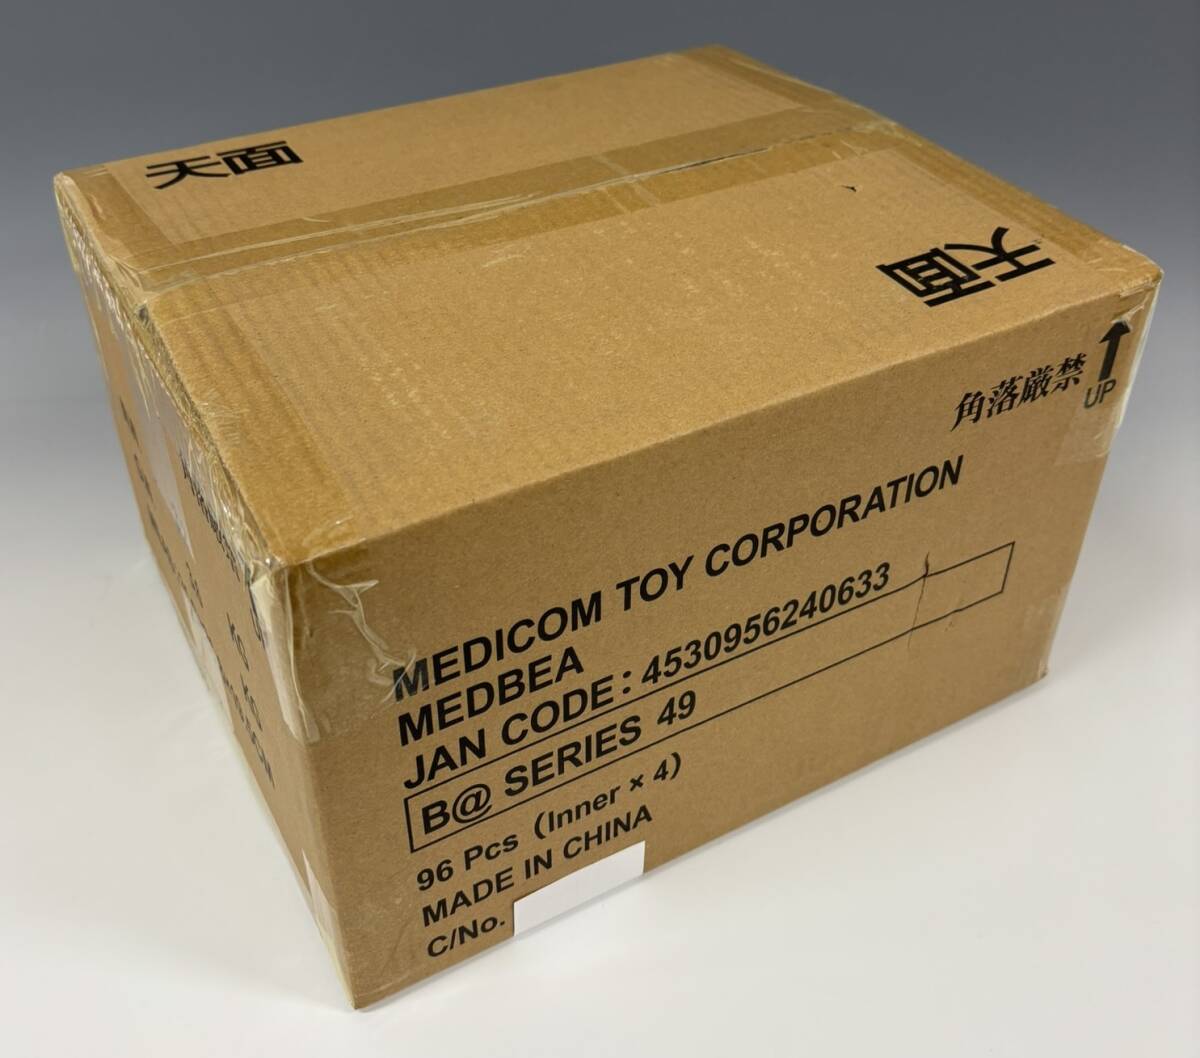 天面
天面
角落厳禁
UP
MEDICOM TOY CORPORATION
MEDBEA
JAN CODE: 4530956240633
B@ SERIES 49
96 Pcs (Inner × 4)
MADE IN CHINA
C/No.